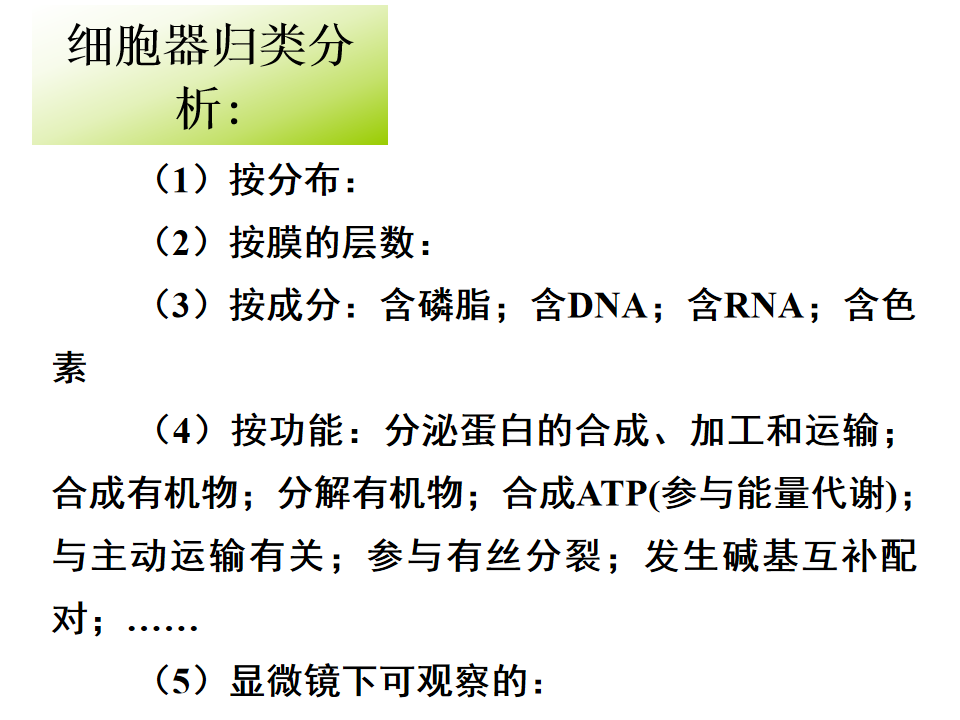 细胞器归类分
析：
（1）按分布：
（2）按膜的层数：
（3）按成分：含磷脂；含DNA；含RNA；含色
素
（4）按功能：分泌蛋白的合成、加工和运输；
合成有机物；分解有机物；合成ATP(参与能量代谢)；
与主动运输有关；参与有丝分裂；发生碱基互补配
对；……
（5）显微镜下可观察的：